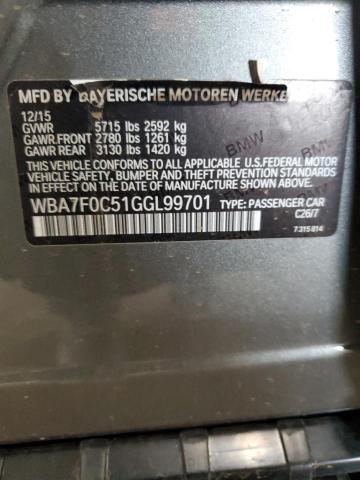 MFD BY BAYERISCHE MOTOREN WERKE
12/15
GVWR 5715 lbs 2592 kg
GAWR.FRONT 2780 lbs 1261 kg
GAWR REAR 3130 lbs 1420 kg
THIS VEHICLE CONFORMS TO ALL APPLICABLE U.S.FEDERAL MOTOR
VEHICLE SAFETY, BUMPER, AND THEFT PREVENTION STANDARDS
IN EFFECT ON THE DATE OF MANUFACTURE SHOWN ABOVE.
WBA7F0C51GGL99701 TYPE: PASSENGER CAR
C26/7
7 315 814
BMW
BMW